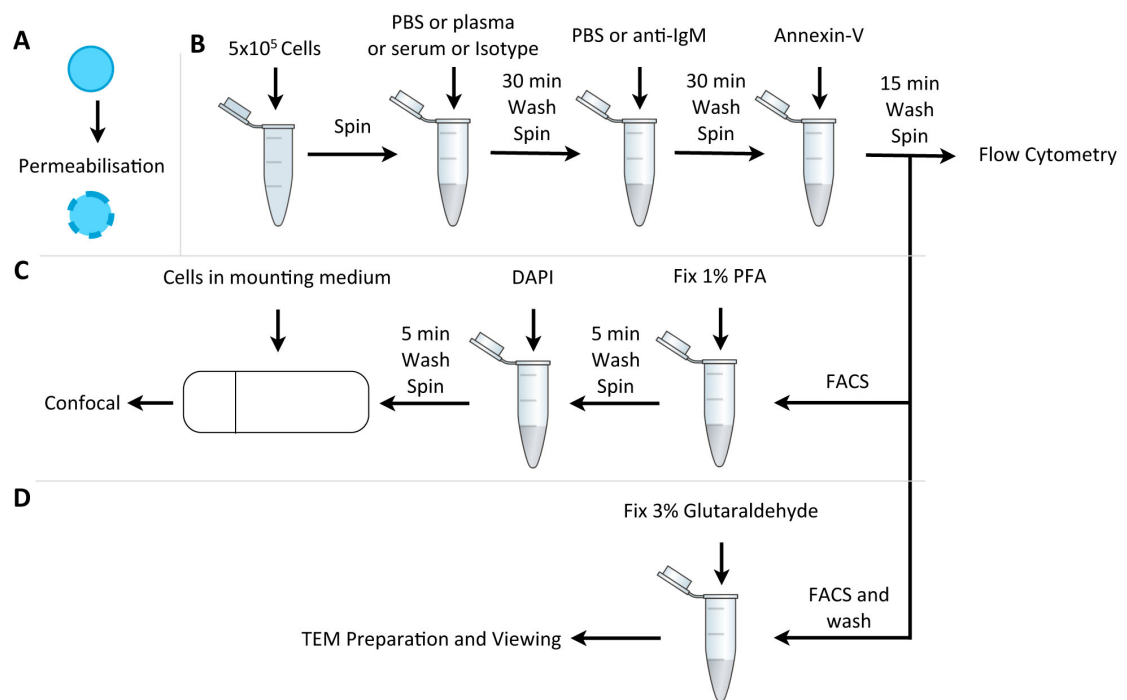 A
Permeabilisation
B
5x10⁵ Cells
Spin
PBS or plasma
or serum or Isotype
30 min
Wash
Spin
PBS or anti-IgM
30 min
Wash
Spin
Annexin-V
15 min
Wash
Spin
Flow Cytometry
C
Cells in mounting medium
DAPI
Fix 1% PFA
5 min
Wash
Spin
5 min
Wash
Spin
FACS
Confocal
D
Fix 3% Glutaraldehyde
FACS and
wash
TEM Preparation and Viewing